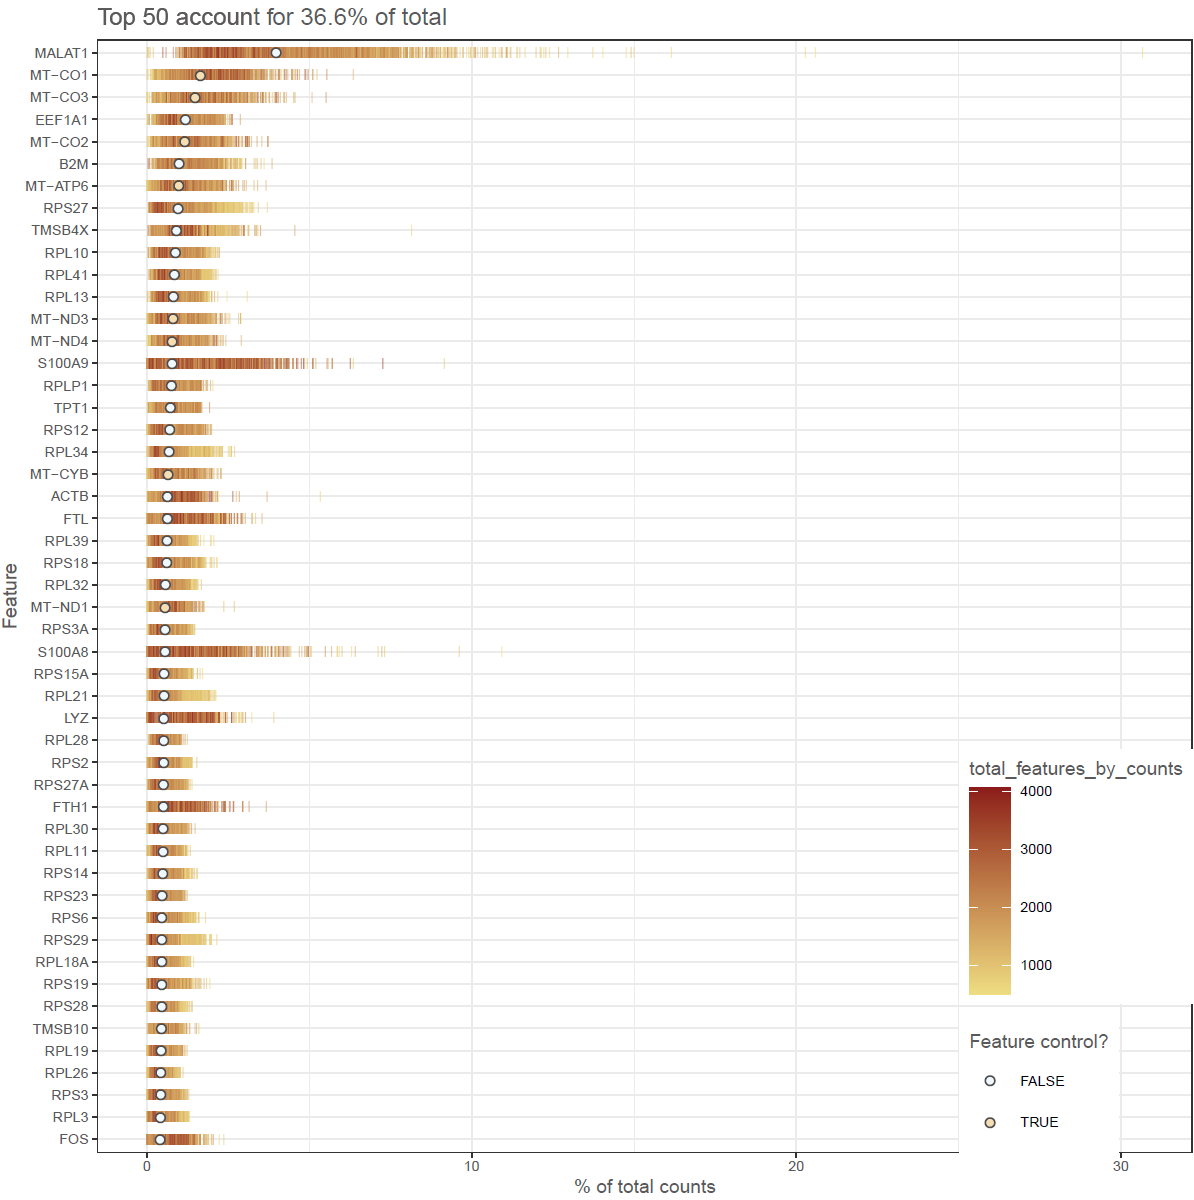 Top 50 account for 36.6% of total
MALAT1
MT−CO1
MT−CO3
EEF1A1
MT−CO2
B2M
MT−ATP6
RPS27
TMSB4X
RPL10
RPL41
RPL13
MT−ND3
MT−ND4
S100A9
RPLP1
TPT1
RPS12
RPL34
MT−CYB
ACTB
FTL
RPL39
RPS18
RPL32
MT−ND1
RPS3A
S100A8
RPS15A
RPL21
LYZ
RPL28
RPS2
RPS27A
FTH1
RPL30
RPL11
RPS14
RPS23
RPS6
RPS29
RPL18A
RPS19
RPS28
TMSB10
RPL19
RPL26
RPS3
RPL3
FOS
Feature
0 10 20 30
% of total counts
total_features_by_counts
4000
3000
2000
1000
Feature control?
FALSE
TRUE